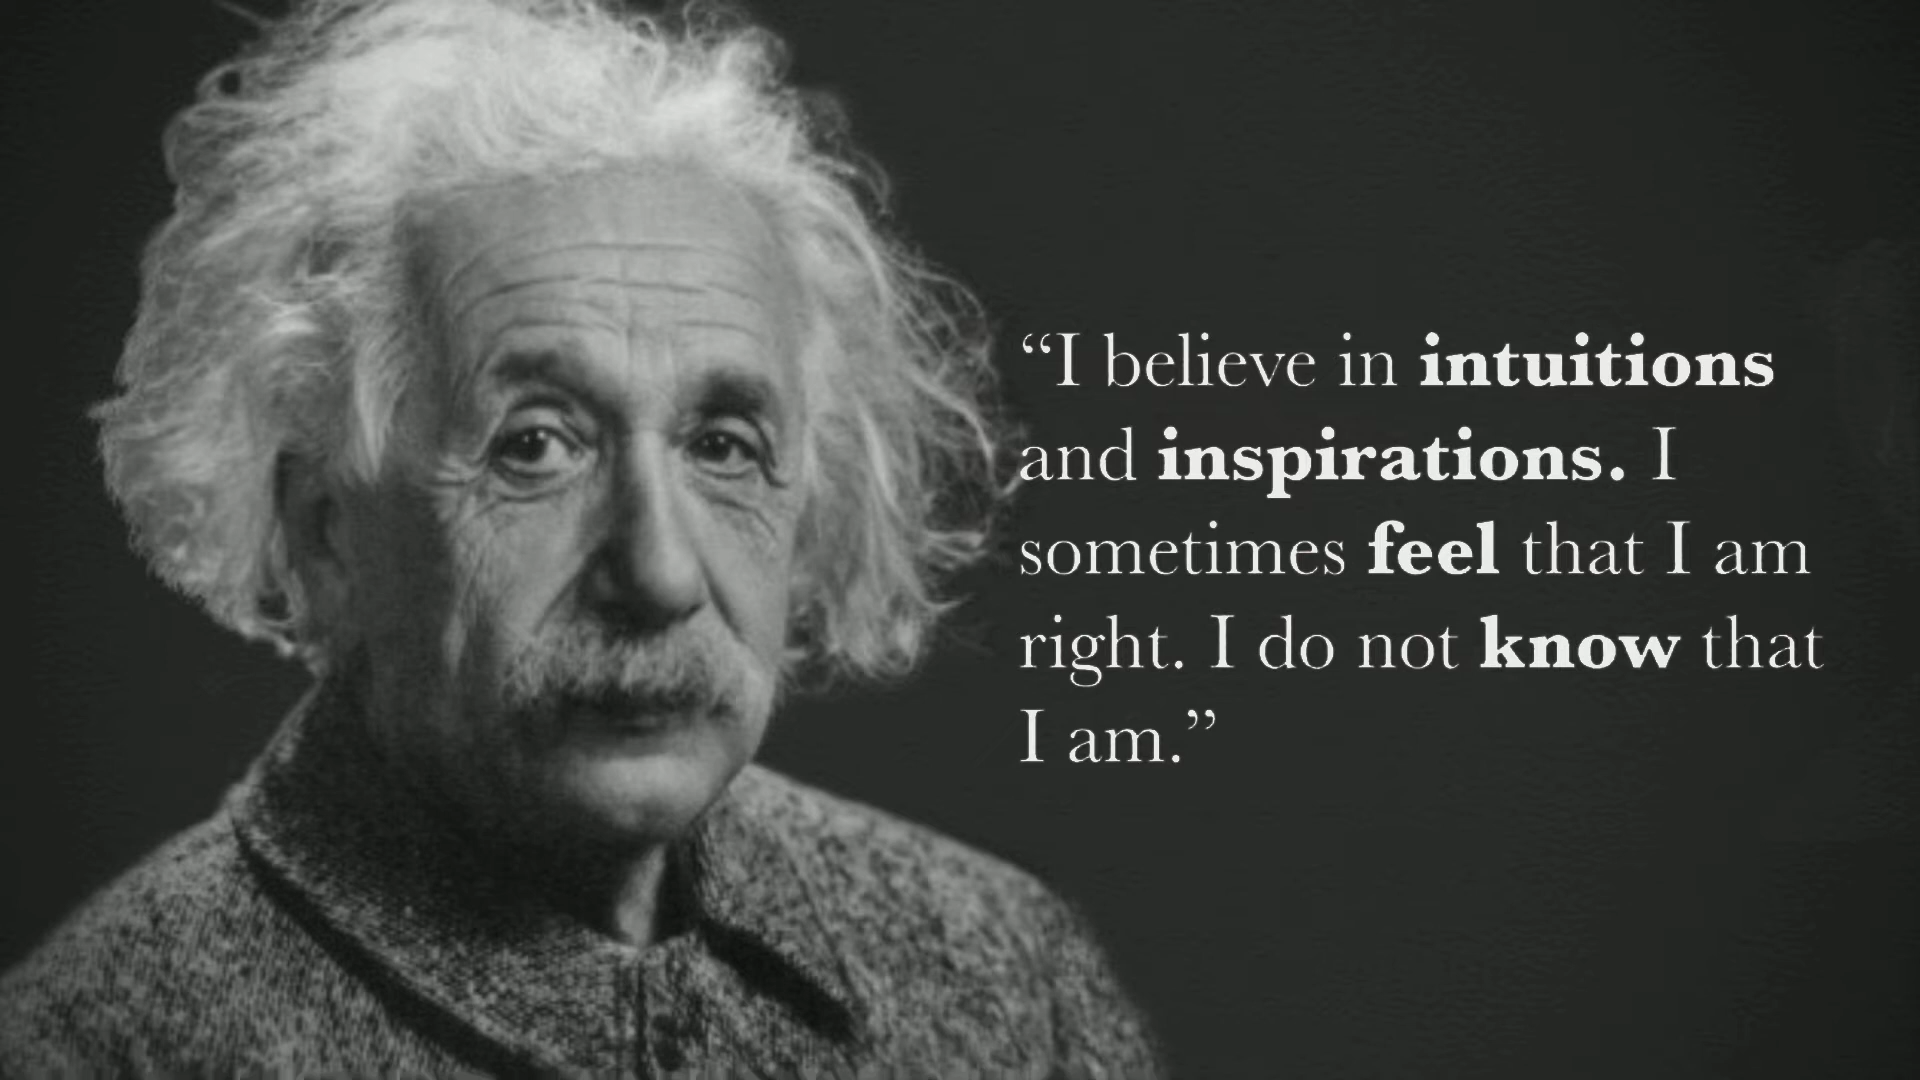 “I believe in intuitions
and inspirations. I
sometimes feel that I am
right. I do not know that
I am.”